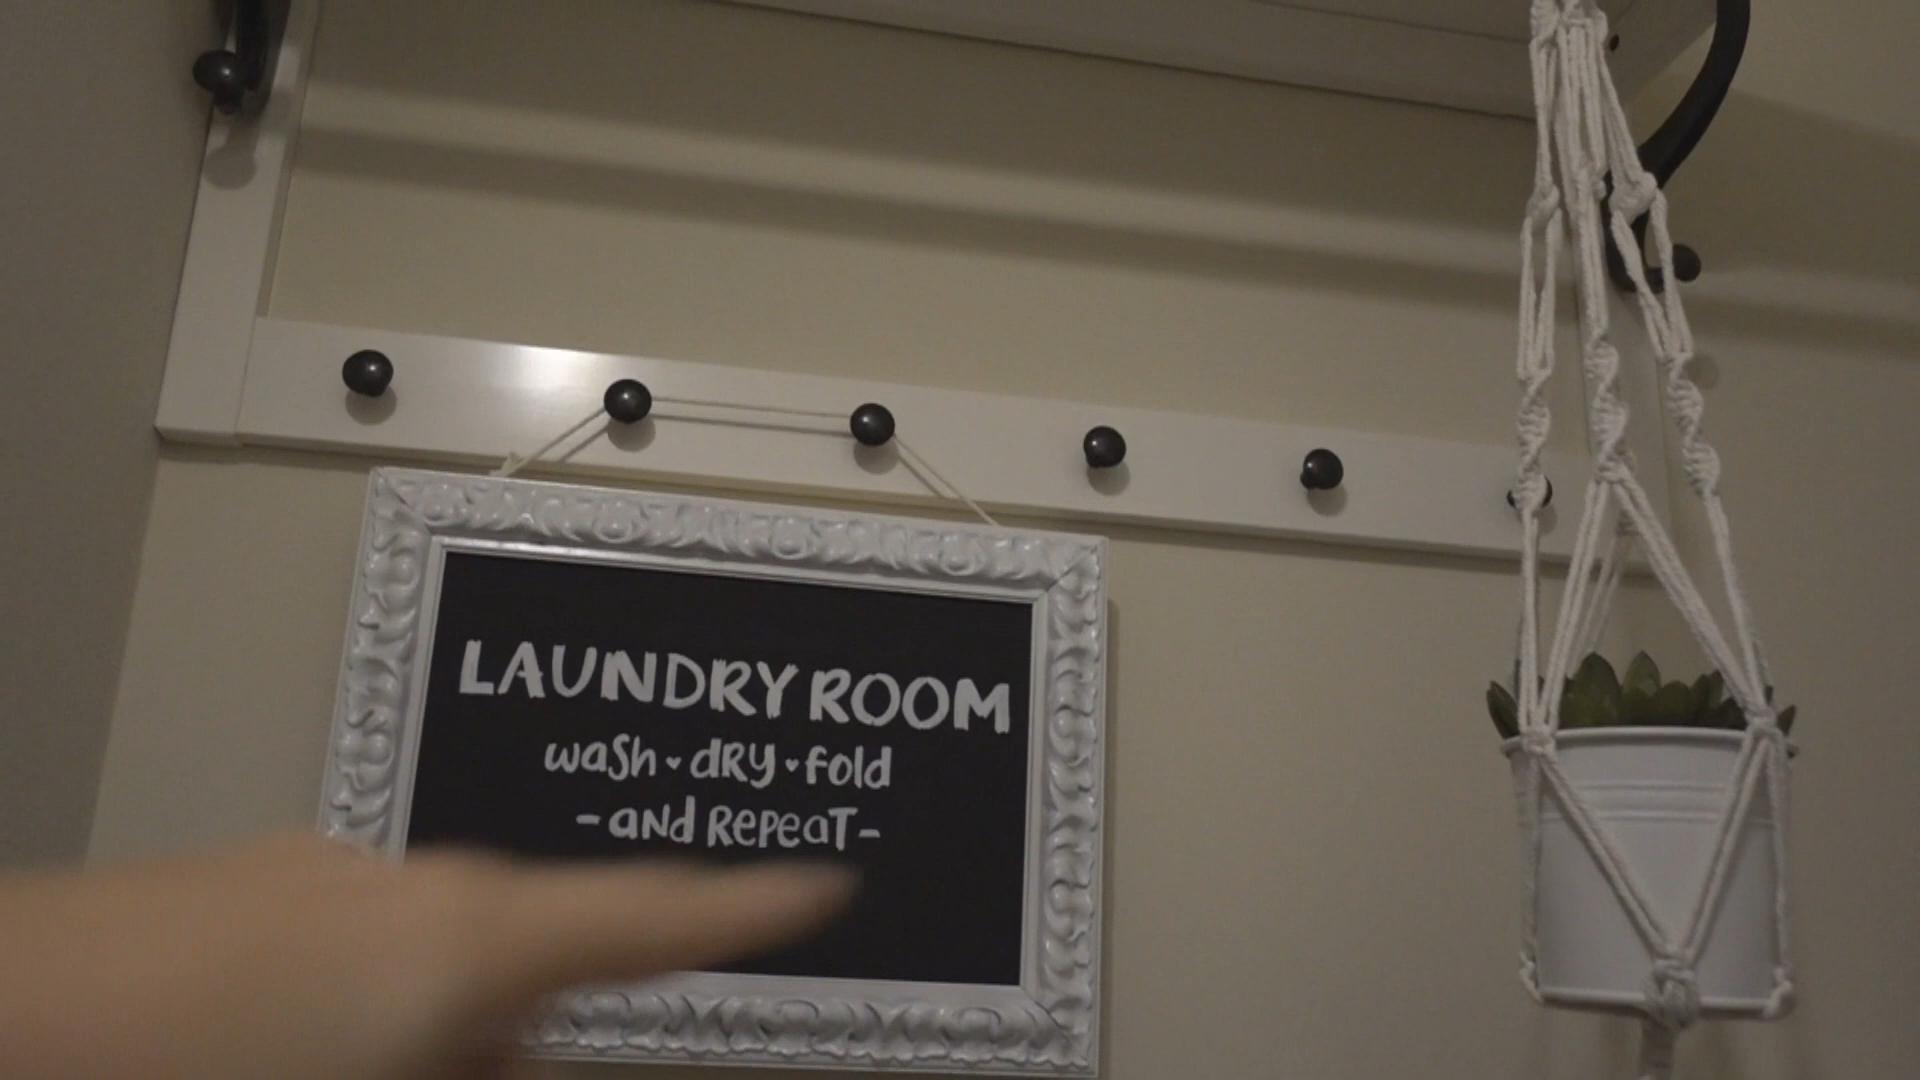 LAUNDRY ROOM
wash · dry · fold
- and Repeat -